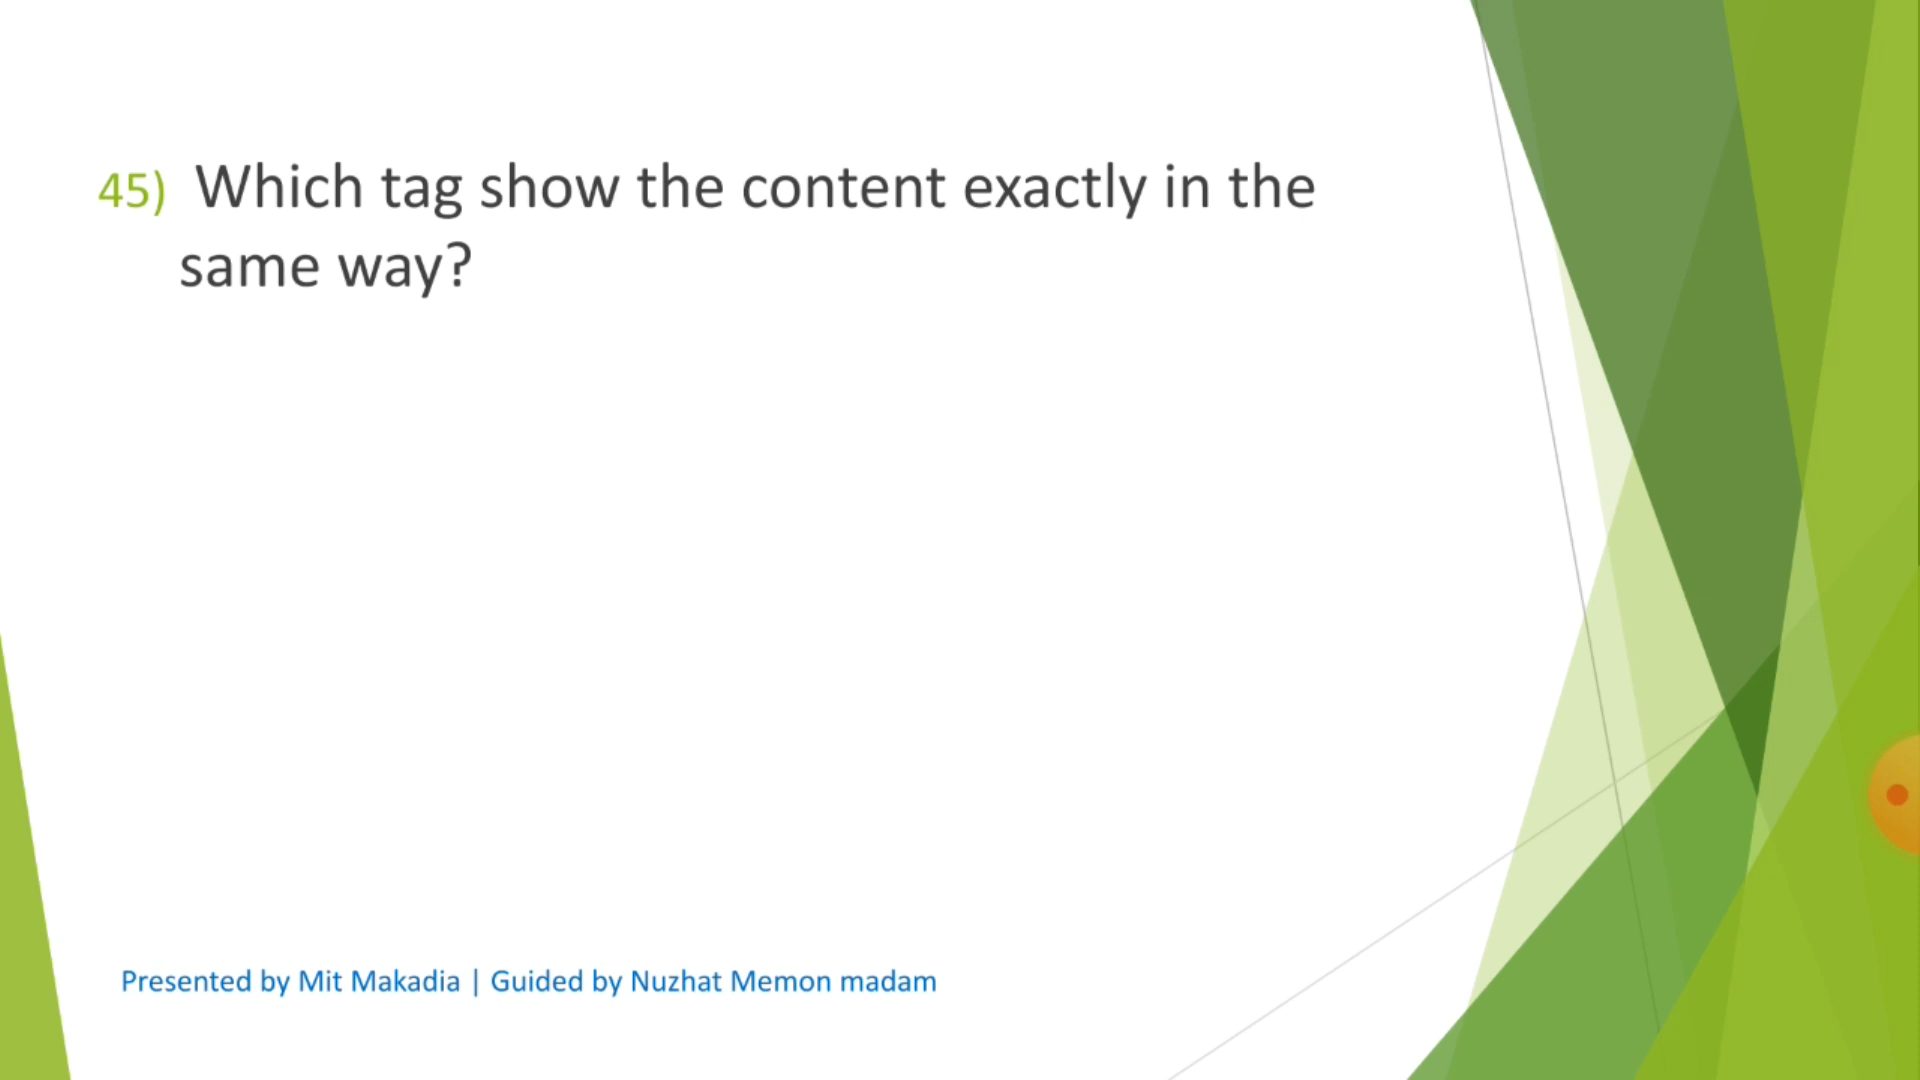 45) Which tag show the content exactly in the
same way?
Presented by Mit Makadia | Guided by Nuzhat Memon madam